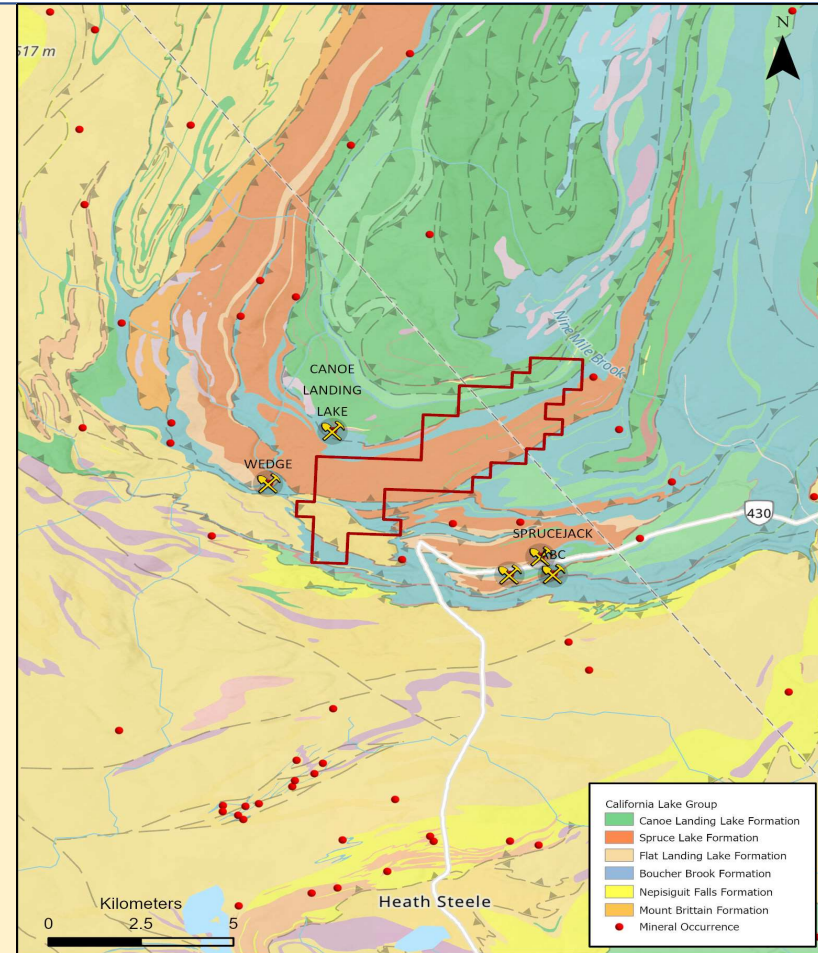 N
517 m
Nine Mile Brook
CANOE
LANDING
LAKE
WEDGE
430
SPRUCEJACK
ABC
Heath Steele
Kilometers
0 2.5 5
California Lake Group
Canoe Landing Lake Formation
Spruce Lake Formation
Flat Landing Lake Formation
Boucher Brook Formation
Nepisiguit Falls Formation
Mount Brittain Formation
Mineral Occurrence